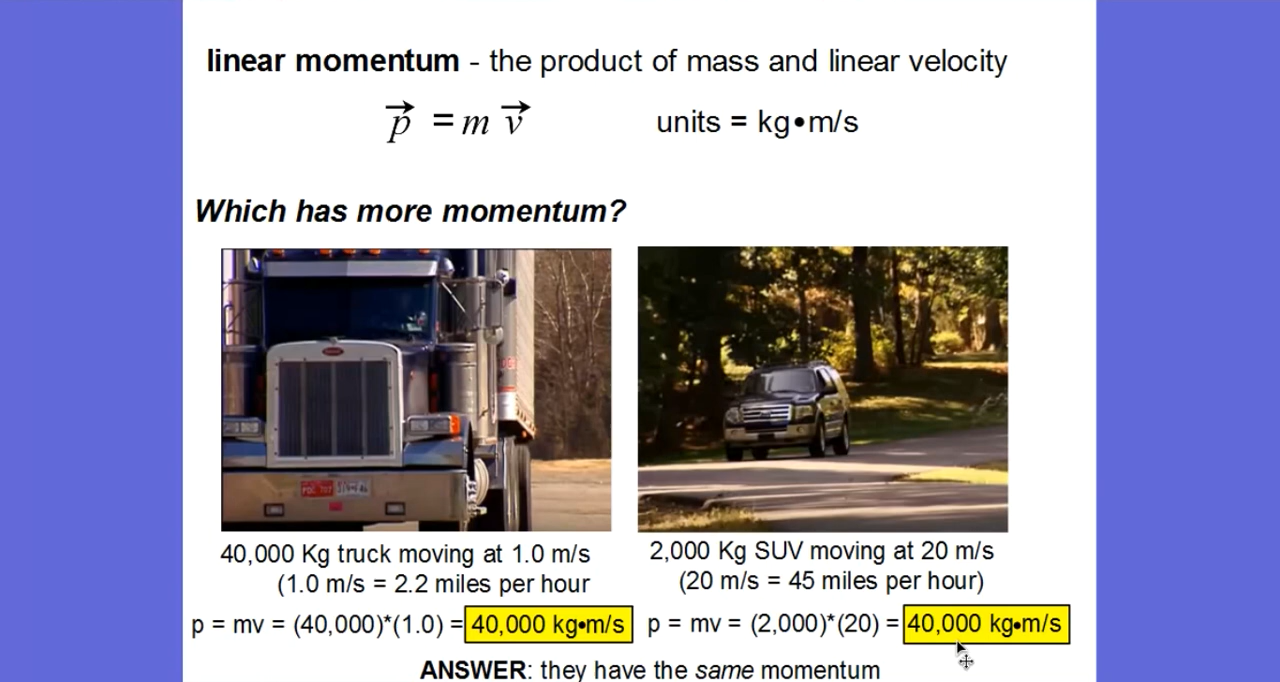 linear momentum - the product of mass and linear velocity
p = m v units = kg•m/s
Which has more momentum?
40,000 Kg truck moving at 1.0 m/s
(1.0 m/s = 2.2 miles per hour
2,000 Kg SUV moving at 20 m/s
(20 m/s = 45 miles per hour)
p = mv = (40,000)*(1.0) = 40,000 kg•m/s
p = mv = (2,000)*(20) = 40,000 kg•m/s
ANSWER: they have the same momentum